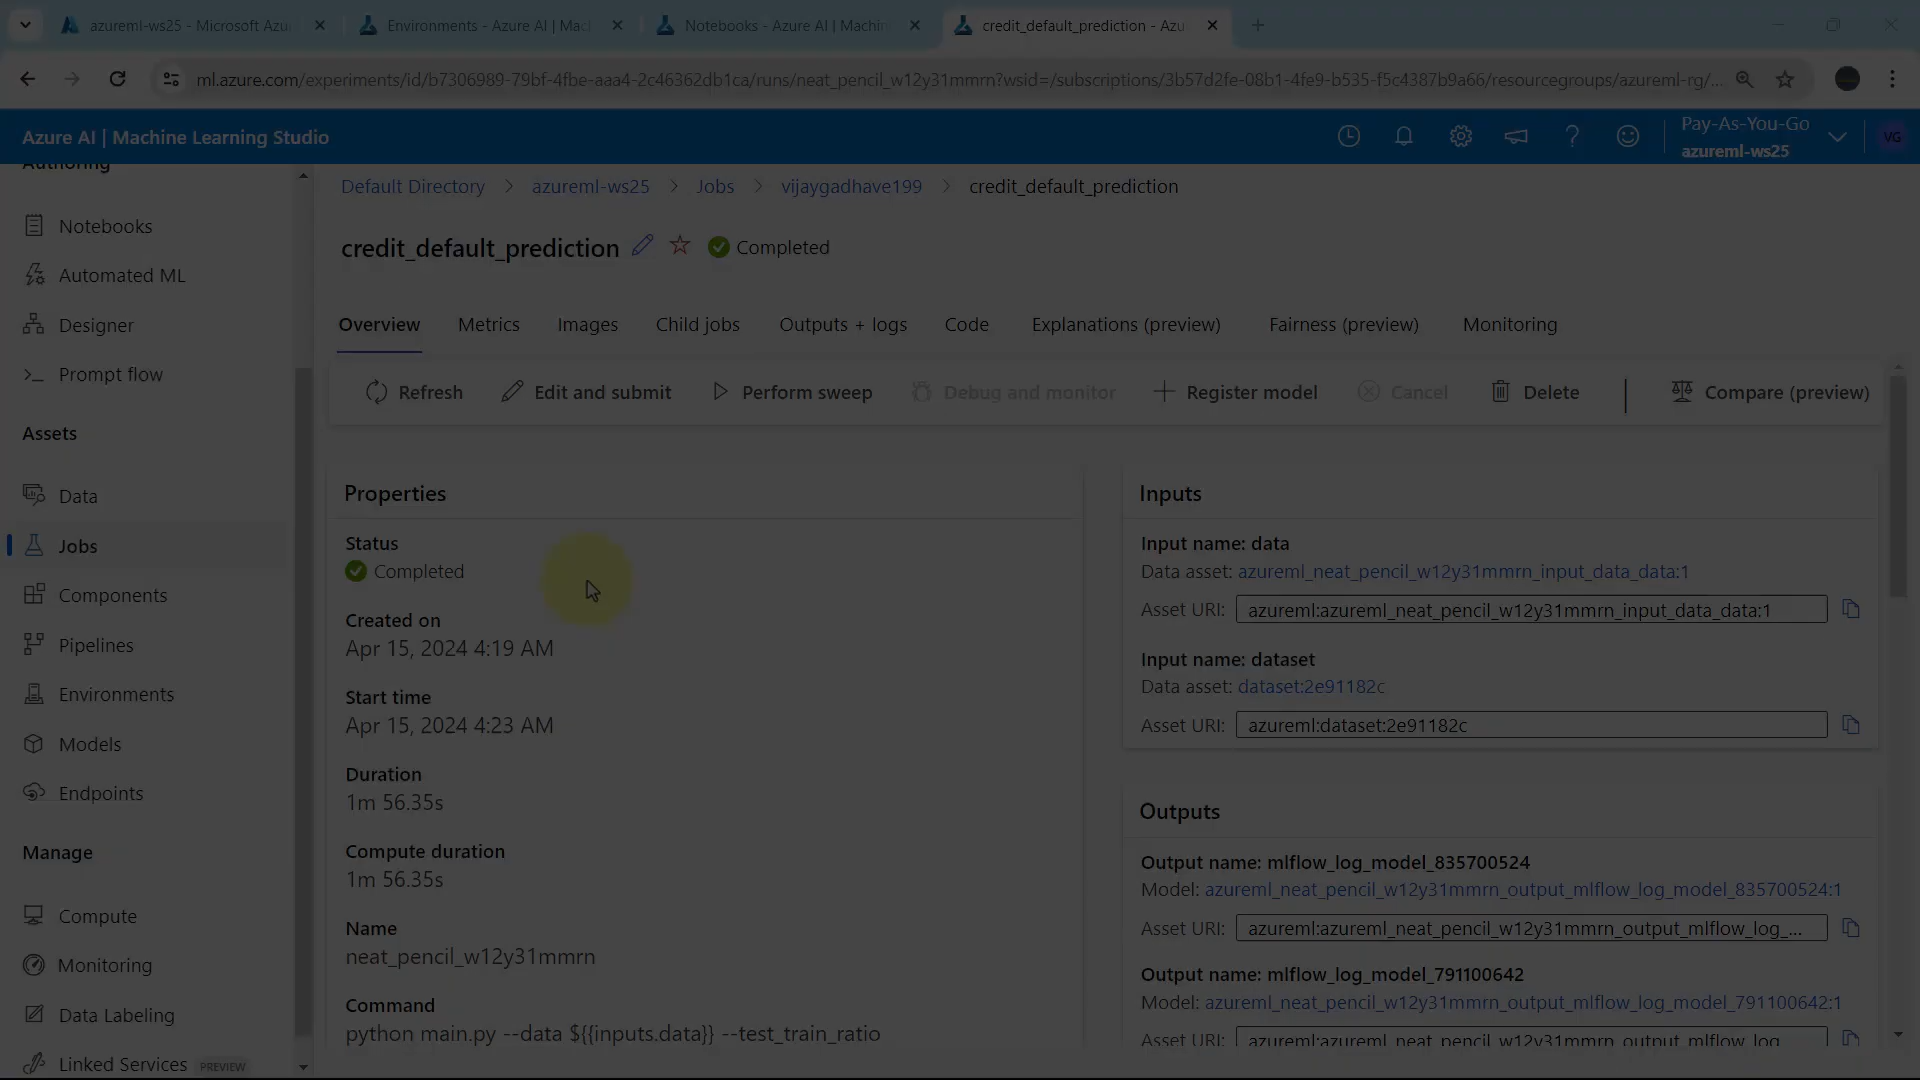 azureml-ws25 - Microsoft Azu
Environments - Azure AI | Mac
Notebooks - Azure AI | Machin
credit_default_prediction - Azu
ml.azure.com/experiments/id/b7306989-79bf-4fbe-aaa4-2c46362db1ca/runs/neat_pencil_w12y31mmrn?wsid=/subscriptions/3b57d2fe-08b1-4fe9-b535-f5c4387b9a66/resourcegroups/azureml-rg/...
Azure AI | Machine Learning Studio
Pay-As-You-Go
azureml-ws25
VG
Authoring
Notebooks
Automated ML
Designer
Prompt flow
Assets
Data
Jobs
Components
Pipelines
Environments
Models
Endpoints
Manage
Compute
Monitoring
Data Labeling
Linked Services PREVIEW
Default Directory > azureml-ws25 > Jobs > vijaygadhave199 > credit_default_prediction
credit_default_prediction Completed
Overview Metrics Images Child jobs Outputs + logs Code Explanations (preview) Fairness (preview) Monitoring
Refresh Edit and submit Perform sweep Debug and monitor Register model Cancel Delete Compare (preview)
Properties
Status
Completed
Created on
Apr 15, 2024 4:19 AM
Start time
Apr 15, 2024 4:23 AM
Duration
1m 56.35s
Compute duration
1m 56.35s
Name
neat_pencil_w12y31mmrn
Command
python main.py --data ${{inputs.data}} --test_train_ratio
Inputs
Input name: data
Data asset: azureml_neat_pencil_w12y31mmrn_input_data_data:1
Asset URI: azureml:azureml_neat_pencil_w12y31mmrn_input_data_data:1
Input name: dataset
Data asset: dataset:2e91182c
Asset URI: azureml:dataset:2e91182c
Outputs
Output name: mlflow_log_model_835700524
Model: azureml_neat_pencil_w12y31mmrn_output_mlflow_log_model_835700524:1
Asset URI: azureml:azureml_neat_pencil_w12y31mmrn_output_mlflow_log_...
Output name: mlflow_log_model_791100642
Model: azureml_neat_pencil_w12y31mmrn_output_mlflow_log_model_791100642:1
Asset URI: azureml:azureml_neat_pencil_w12y31mmrn_output_mlflow_log